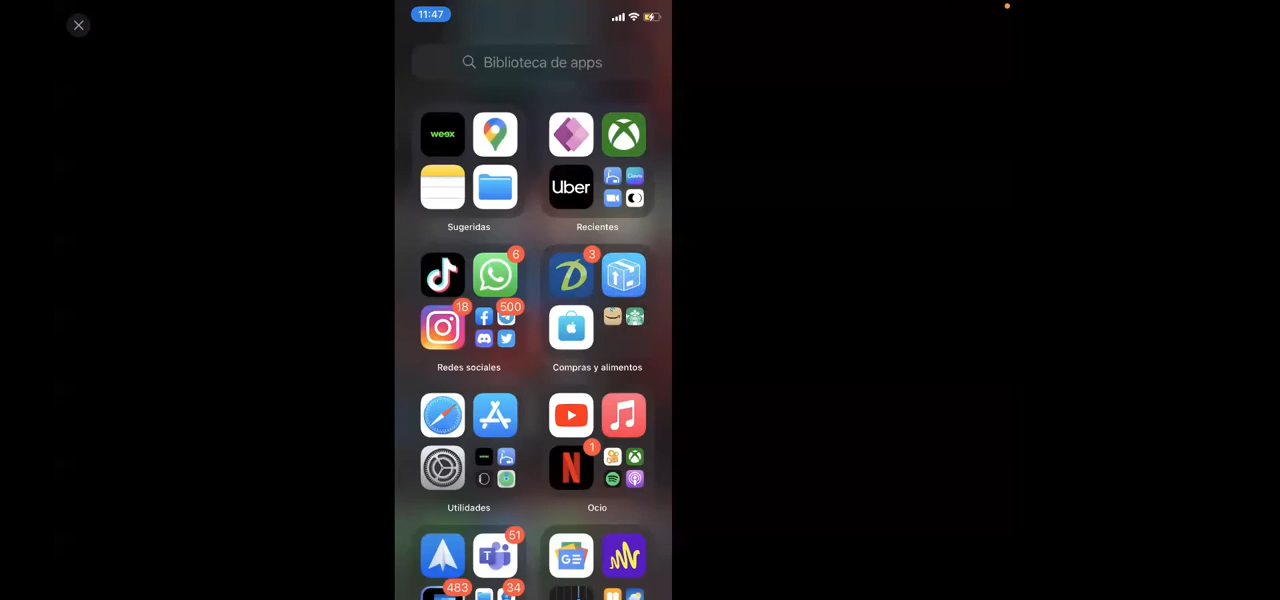 11:47
Biblioteca de apps
weex
Uber
Sugeridas
Recientes
6
3
18
500
Redes sociales
Compras y alimentos
1
Utilidades
Ocio
51
T
GE
483
34